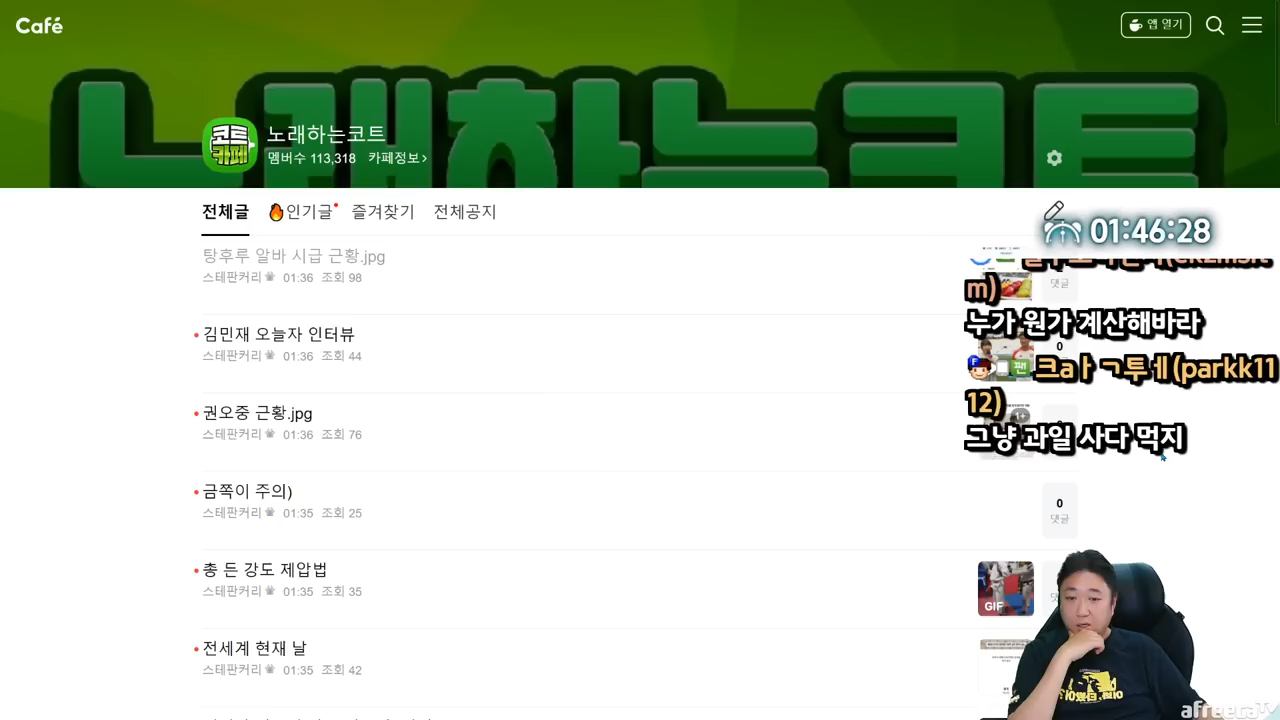 Café
앱 열기
노래하는코트
코트
카페
노래하는코트
멤버수 113,318 카페정보 ›
전체글 인기글 즐겨찾기 전체공지
01:46:28
탕후루 알바 시급 근황.jpg
스테판커리 01:36 조회 98
댓글
m)
누가 원가 계산해바라
김민재 오늘자 인터뷰
스테판커리 01:36 조회 44
0
F 팬 크aㅏㄱ투ㅔ(parkk11
12)
그냥 과일 사다 먹지
권오중 근황.jpg
스테판커리 01:36 조회 76
1+
금쪽이 주의)
스테판커리 01:35 조회 25
0
댓글
총 든 강도 제압법
스테판커리 01:35 조회 35
GIF
전세계 현재 날
스테판커리 01:35 조회 42
afreecaTV